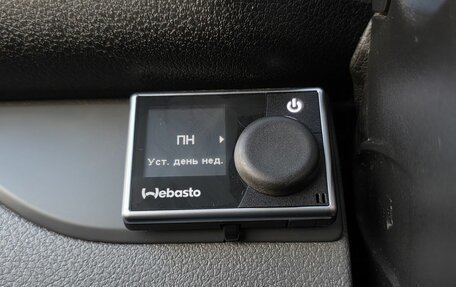 ПН
Уст. день нед.
Webasto